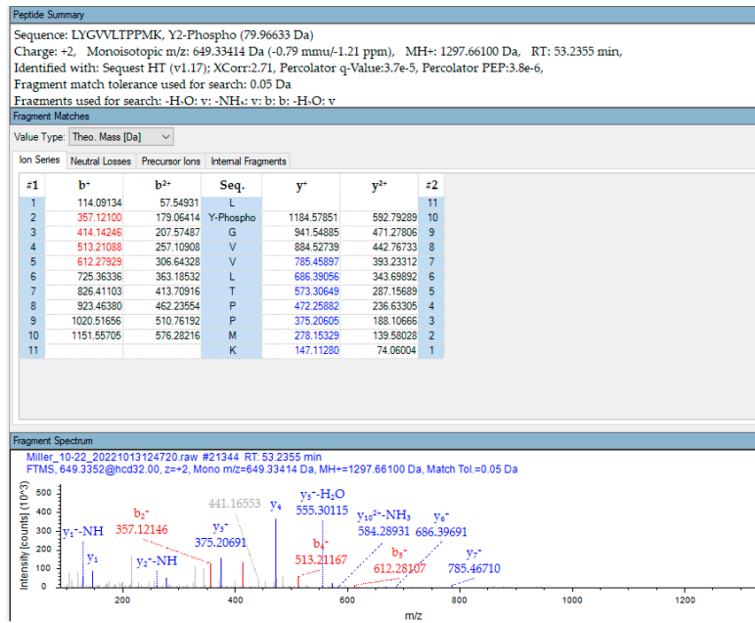 Peptide Summary
Sequence: LYGVVLTPPMK, Y2-Phospho (79.96633 Da)
Charge: +2, Monoisotopic m/z: 649.33414 Da (-0.79 mmu/-1.21 ppm), MH+: 1297.66100 Da, RT: 53.2355 min,
Identified with: Sequest HT (v1.17); XCorr:2.71, Percolator q-Value:3.7e-5, Percolator PEP:3.8e-6,
Fragment match tolerance used for search: 0.05 Da
Fragments used for search: -H₂O; y; -NH₃; y; b; b; -H₂O; y
Fragment Matches
Value Type: Theo. Mass [Da]
Ion Series Neutral Losses Precursor Ions Internal Fragments
#1 b⁺ b²⁺ Seq. y⁺ y²⁺ #2
1 114.09134 57.54931 L 11
2 357.12100 179.06414 Y-Phospho 1184.57851 592.79289 10
3 414.14246 207.57487 G 941.54885 471.27806 9
4 513.21088 257.10908 V 884.52739 442.76733 8
5 612.27929 306.64328 V 785.45897 393.23312 7
6 725.36336 363.18532 L 686.39056 343.69892 6
7 826.41103 413.70916 T 573.30649 287.15689 5
8 923.46380 462.23554 P 472.25882 236.63305 4
9 1020.51656 510.76192 P 375.20605 188.10666 3
10 1151.55705 576.28216 M 278.15329 139.58028 2
11 K 147.11280 74.06004 1
Fragment Spectrum
Miller_10-22_20221013124720.raw #21344 RT: 53.2355 min
FTMS, 649.3352@hcd32.00, z=+2, Mono m/z=649.33414 Da, MH+=1297.66100 Da, Match Tol.=0.05 Da
Intensity [counts] (10^3)
500
400
300
200
100
0
y₁⁺-NH
y₁
b₂⁺
357.12146
y₂⁺-NH
y₃⁺
375.20691
441.16553
y₄
y₅⁺-H₂O
555.30115
b₄⁺
513.21167
y₁₀²⁺-NH₃
584.28931
b₅⁺
612.28107
y₆⁺
686.39691
y₇⁺
785.46710
200 400 600 800 1000 1200
m/z